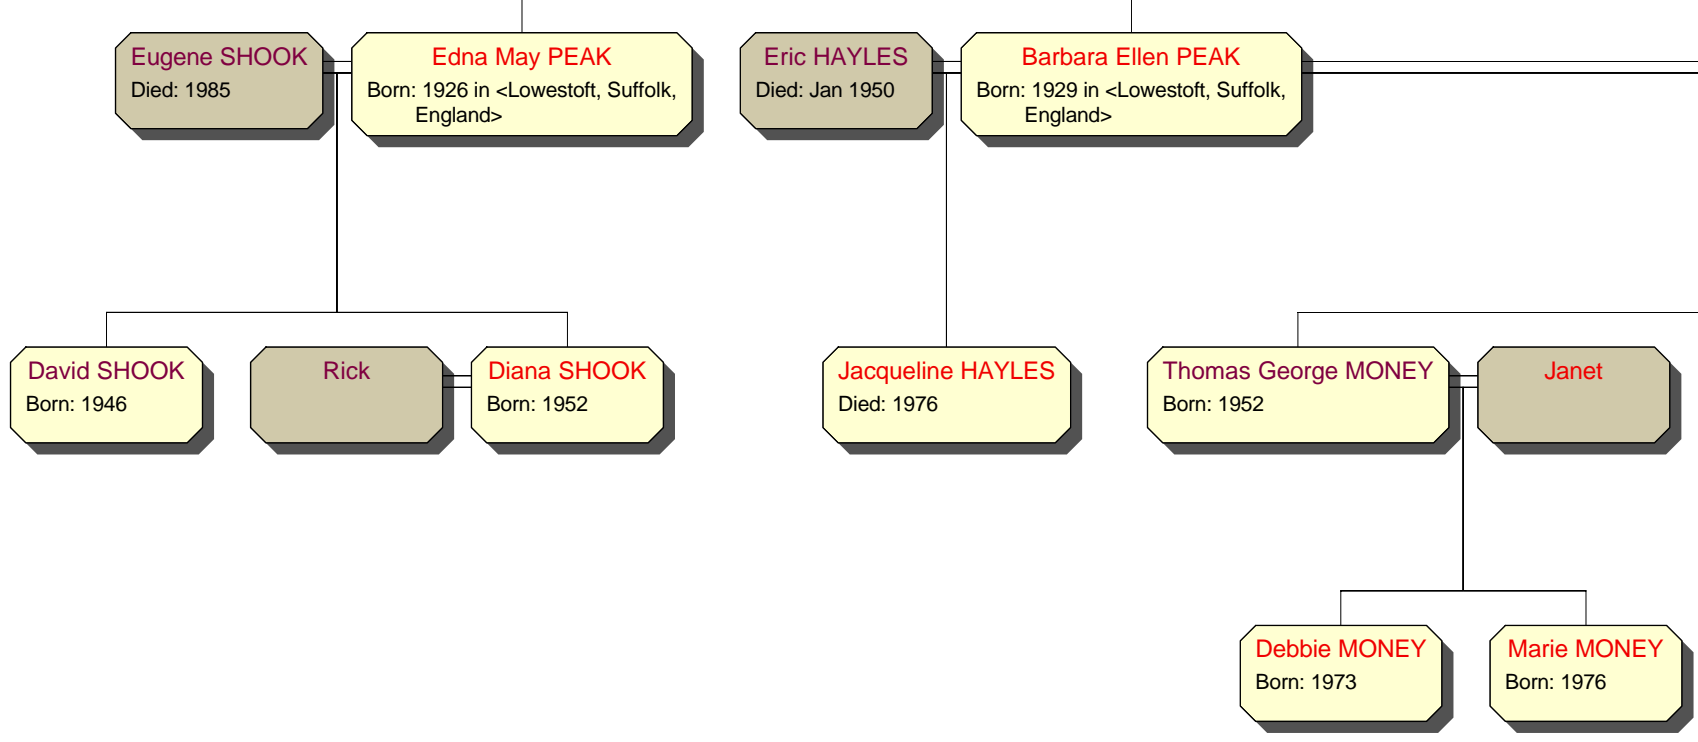 Eugene SHOOK
Died: 1985
Edna May PEAK
Born: 1926 in <Lowestoft, Suffolk,
England>
Eric HAYLES
Died: Jan 1950
Barbara Ellen PEAK
Born: 1929 in <Lowestoft, Suffolk,
England>
David SHOOK
Born: 1946
Rick
Diana SHOOK
Born: 1952
Jacqueline HAYLES
Died: 1976
Thomas George MONEY
Born: 1952
Janet
Debbie MONEY
Born: 1973
Marie MONEY
Born: 1976